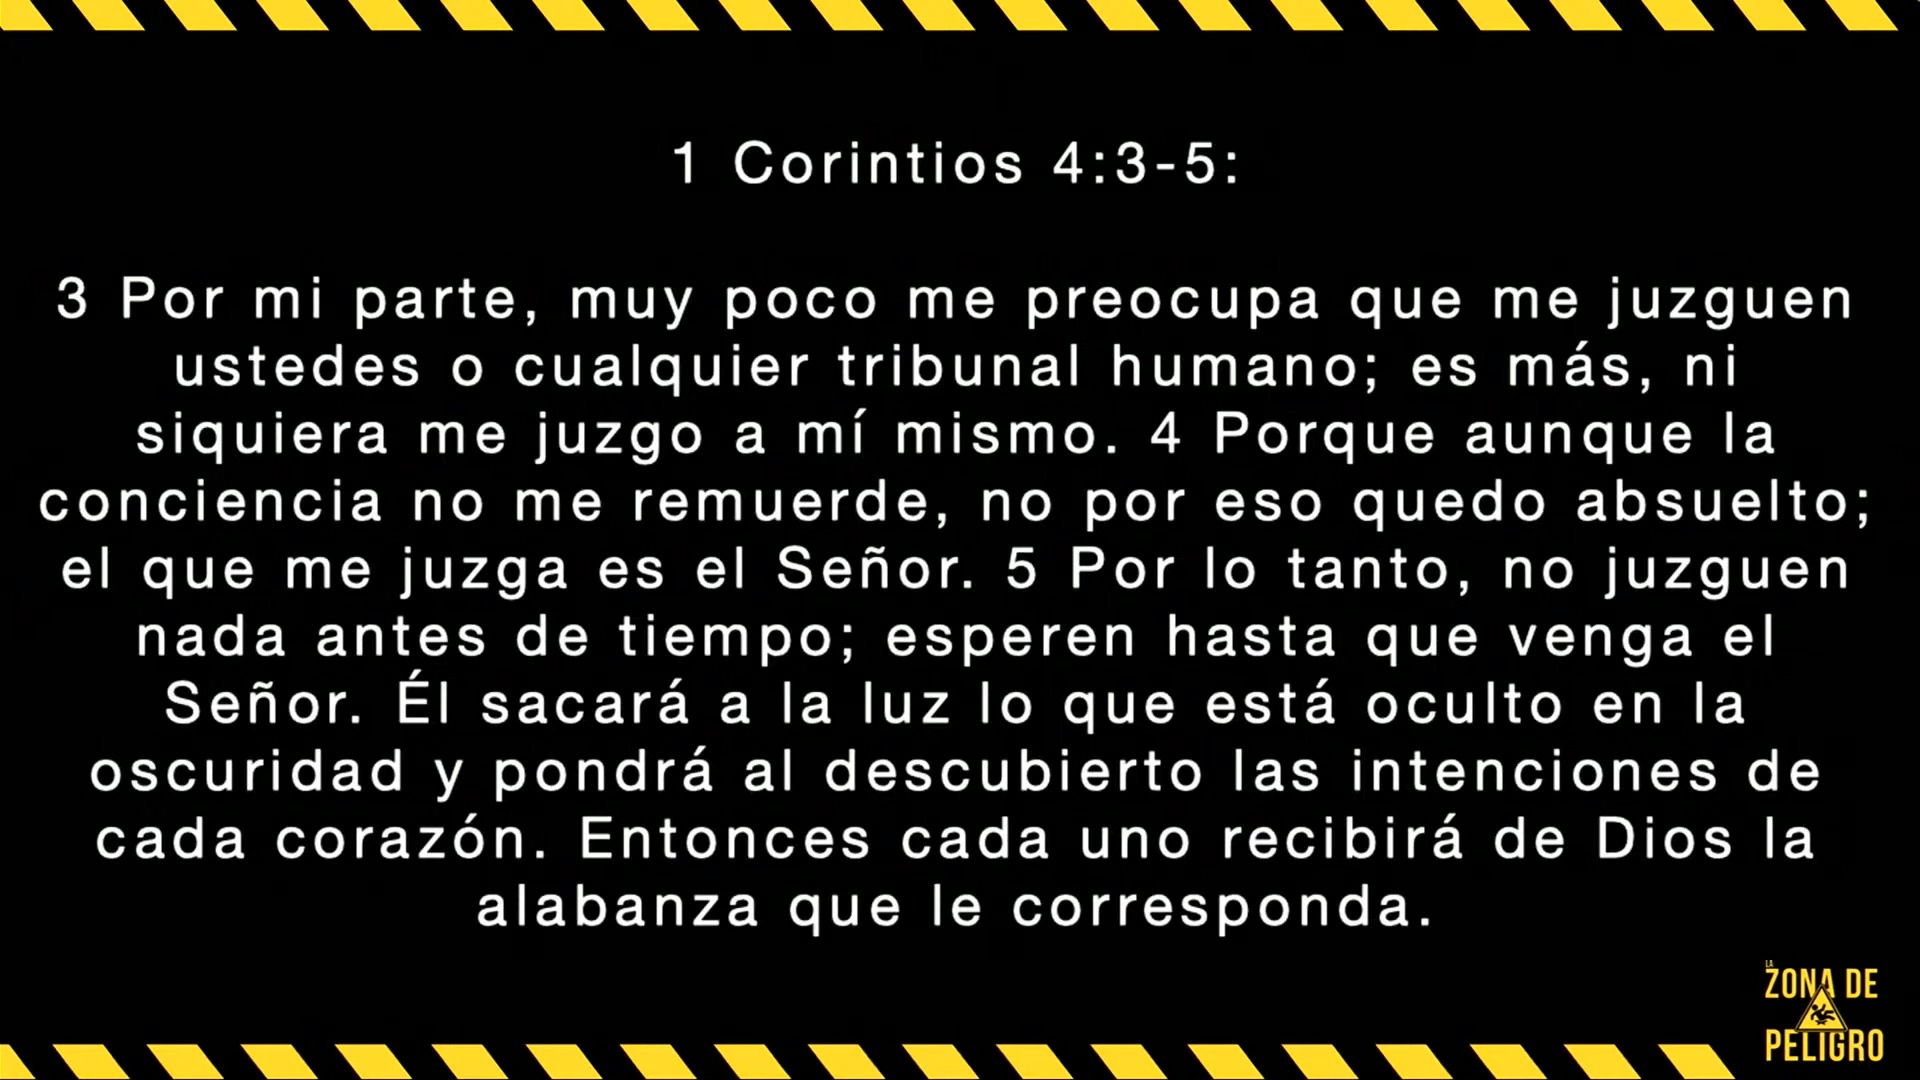 1 Corintios 4:3-5:
3 Por mi parte, muy poco me preocupa que me juzguen
ustedes o cualquier tribunal humano; es más, ni
siquiera me juzgo a mí mismo. 4 Porque aunque la
conciencia no me remuerde, no por eso quedo absuelto;
el que me juzga es el Señor. 5 Por lo tanto, no juzguen
nada antes de tiempo; esperen hasta que venga el
Señor. Él sacará a la luz lo que está oculto en la
oscuridad y pondrá al descubierto las intenciones de
cada corazón. Entonces cada uno recibirá de Dios la
alabanza que le corresponda.
LA
ZONA DE
PELIGRO